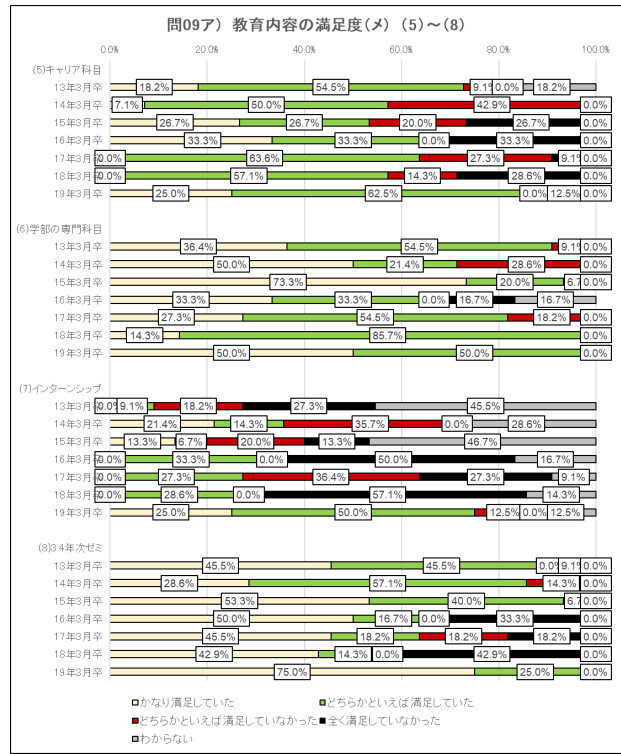 問09ア）教育内容の満足度(メ) （5）～(8)
0.0% 20.0% 40.0% 60.0% 80.0% 100.0%
(5)キャリア科目
13年3月卒 18.2% 54.5% 9.1% 0.0% 18.2%
14年3月卒 7.1% 50.0% 42.9% 0.0%
15年3月卒 26.7% 26.7% 20.0% 26.7% 0.0%
16年3月卒 33.3% 33.3% 0.0% 33.3% 0.0%
17年3月卒 0.0% 63.6% 27.3% 9.1% 0.0%
18年3月卒 0.0% 57.1% 14.3% 28.6% 0.0%
19年3月卒 25.0% 62.5% 0.0% 12.5% 0.0%
(6)学部の専門科目
13年3月卒 36.4% 54.5% 9.1% 0.0%
14年3月卒 50.0% 21.4% 28.6% 0.0%
15年3月卒 73.3% 20.0% 6.7 0.0%
16年3月卒 33.3% 33.3% 0.0% 16.7% 16.7%
17年3月卒 27.3% 54.5% 18.2% 0.0%
18年3月卒 14.3% 85.7% 0.0%
19年3月卒 50.0% 50.0% 0.0%
(7)インターンシップ
13年3月卒 0.0% 9.1% 18.2% 27.3% 45.5%
14年3月卒 21.4% 14.3% 35.7% 0.0% 28.6%
15年3月卒 13.3% 6.7% 20.0% 13.3% 46.7%
16年3月卒 0.0% 33.3% 0.0% 50.0% 16.7%
17年3月卒 0.0% 27.3% 36.4% 27.3% 9.1%
18年3月卒 0.0% 28.6% 0.0% 57.1% 14.3%
19年3月卒 25.0% 50.0% 12.5% 0.0% 12.5%
(8)3.4年次ゼミ
13年3月卒 45.5% 45.5% 0.0% 9.1% 0.0%
14年3月卒 28.6% 57.1% 14.3% 0.0%
15年3月卒 53.3% 40.0% 6.7 0.0%
16年3月卒 50.0% 16.7% 0.0% 33.3% 0.0%
17年3月卒 45.5% 18.2% 18.2% 18.2% 0.0%
18年3月卒 42.9% 14.3% 0.0% 42.9% 0.0%
19年3月卒 75.0% 25.0% 0.0%
かなり満足していた どちらかといえば満足していた
どちらかといえば満足していなかった 全く満足していなかった
わからない